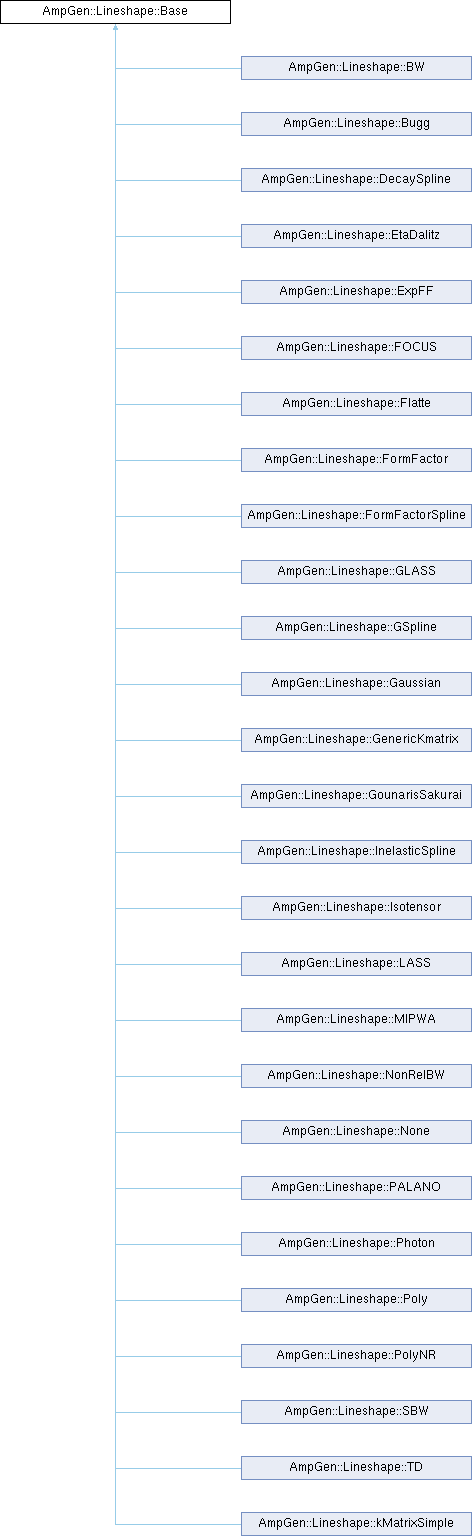 AmpGen::Lineshape::Base
AmpGen::Lineshape::BW
AmpGen::Lineshape::Bugg
AmpGen::Lineshape::DecaySpline
AmpGen::Lineshape::EtaDalitz
AmpGen::Lineshape::ExpFF
AmpGen::Lineshape::FOCUS
AmpGen::Lineshape::Flatte
AmpGen::Lineshape::FormFactor
AmpGen::Lineshape::FormFactorSpline
AmpGen::Lineshape::GLASS
AmpGen::Lineshape::GSpline
AmpGen::Lineshape::Gaussian
AmpGen::Lineshape::GenericKmatrix
AmpGen::Lineshape::GounarisSakurai
AmpGen::Lineshape::InelasticSpline
AmpGen::Lineshape::Isotensor
AmpGen::Lineshape::LASS
AmpGen::Lineshape::MIPWA
AmpGen::Lineshape::NonRelBW
AmpGen::Lineshape::None
AmpGen::Lineshape::PALANO
AmpGen::Lineshape::Photon
AmpGen::Lineshape::Poly
AmpGen::Lineshape::PolyNR
AmpGen::Lineshape::SBW
AmpGen::Lineshape::TD
AmpGen::Lineshape::kMatrixSimple